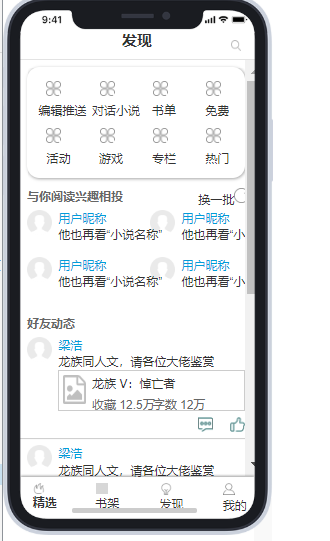 9:41
发现
编辑推送 对话小说 书单 免费
活动 游戏 专栏 热门
与你阅读兴趣相投 换一批
用户昵称 用户昵称
他也再看“小说名称” 他也再看“小
用户昵称 用户昵称
他也再看“小说名称” 他也再看“小
好友动态
梁浩
龙族同人文，请各位大佬鉴赏
龙族 V：悼亡者
收藏 12.5万字数 12万
梁浩
龙族同人文，请各位大佬鉴赏
精选 书架 发现 我的